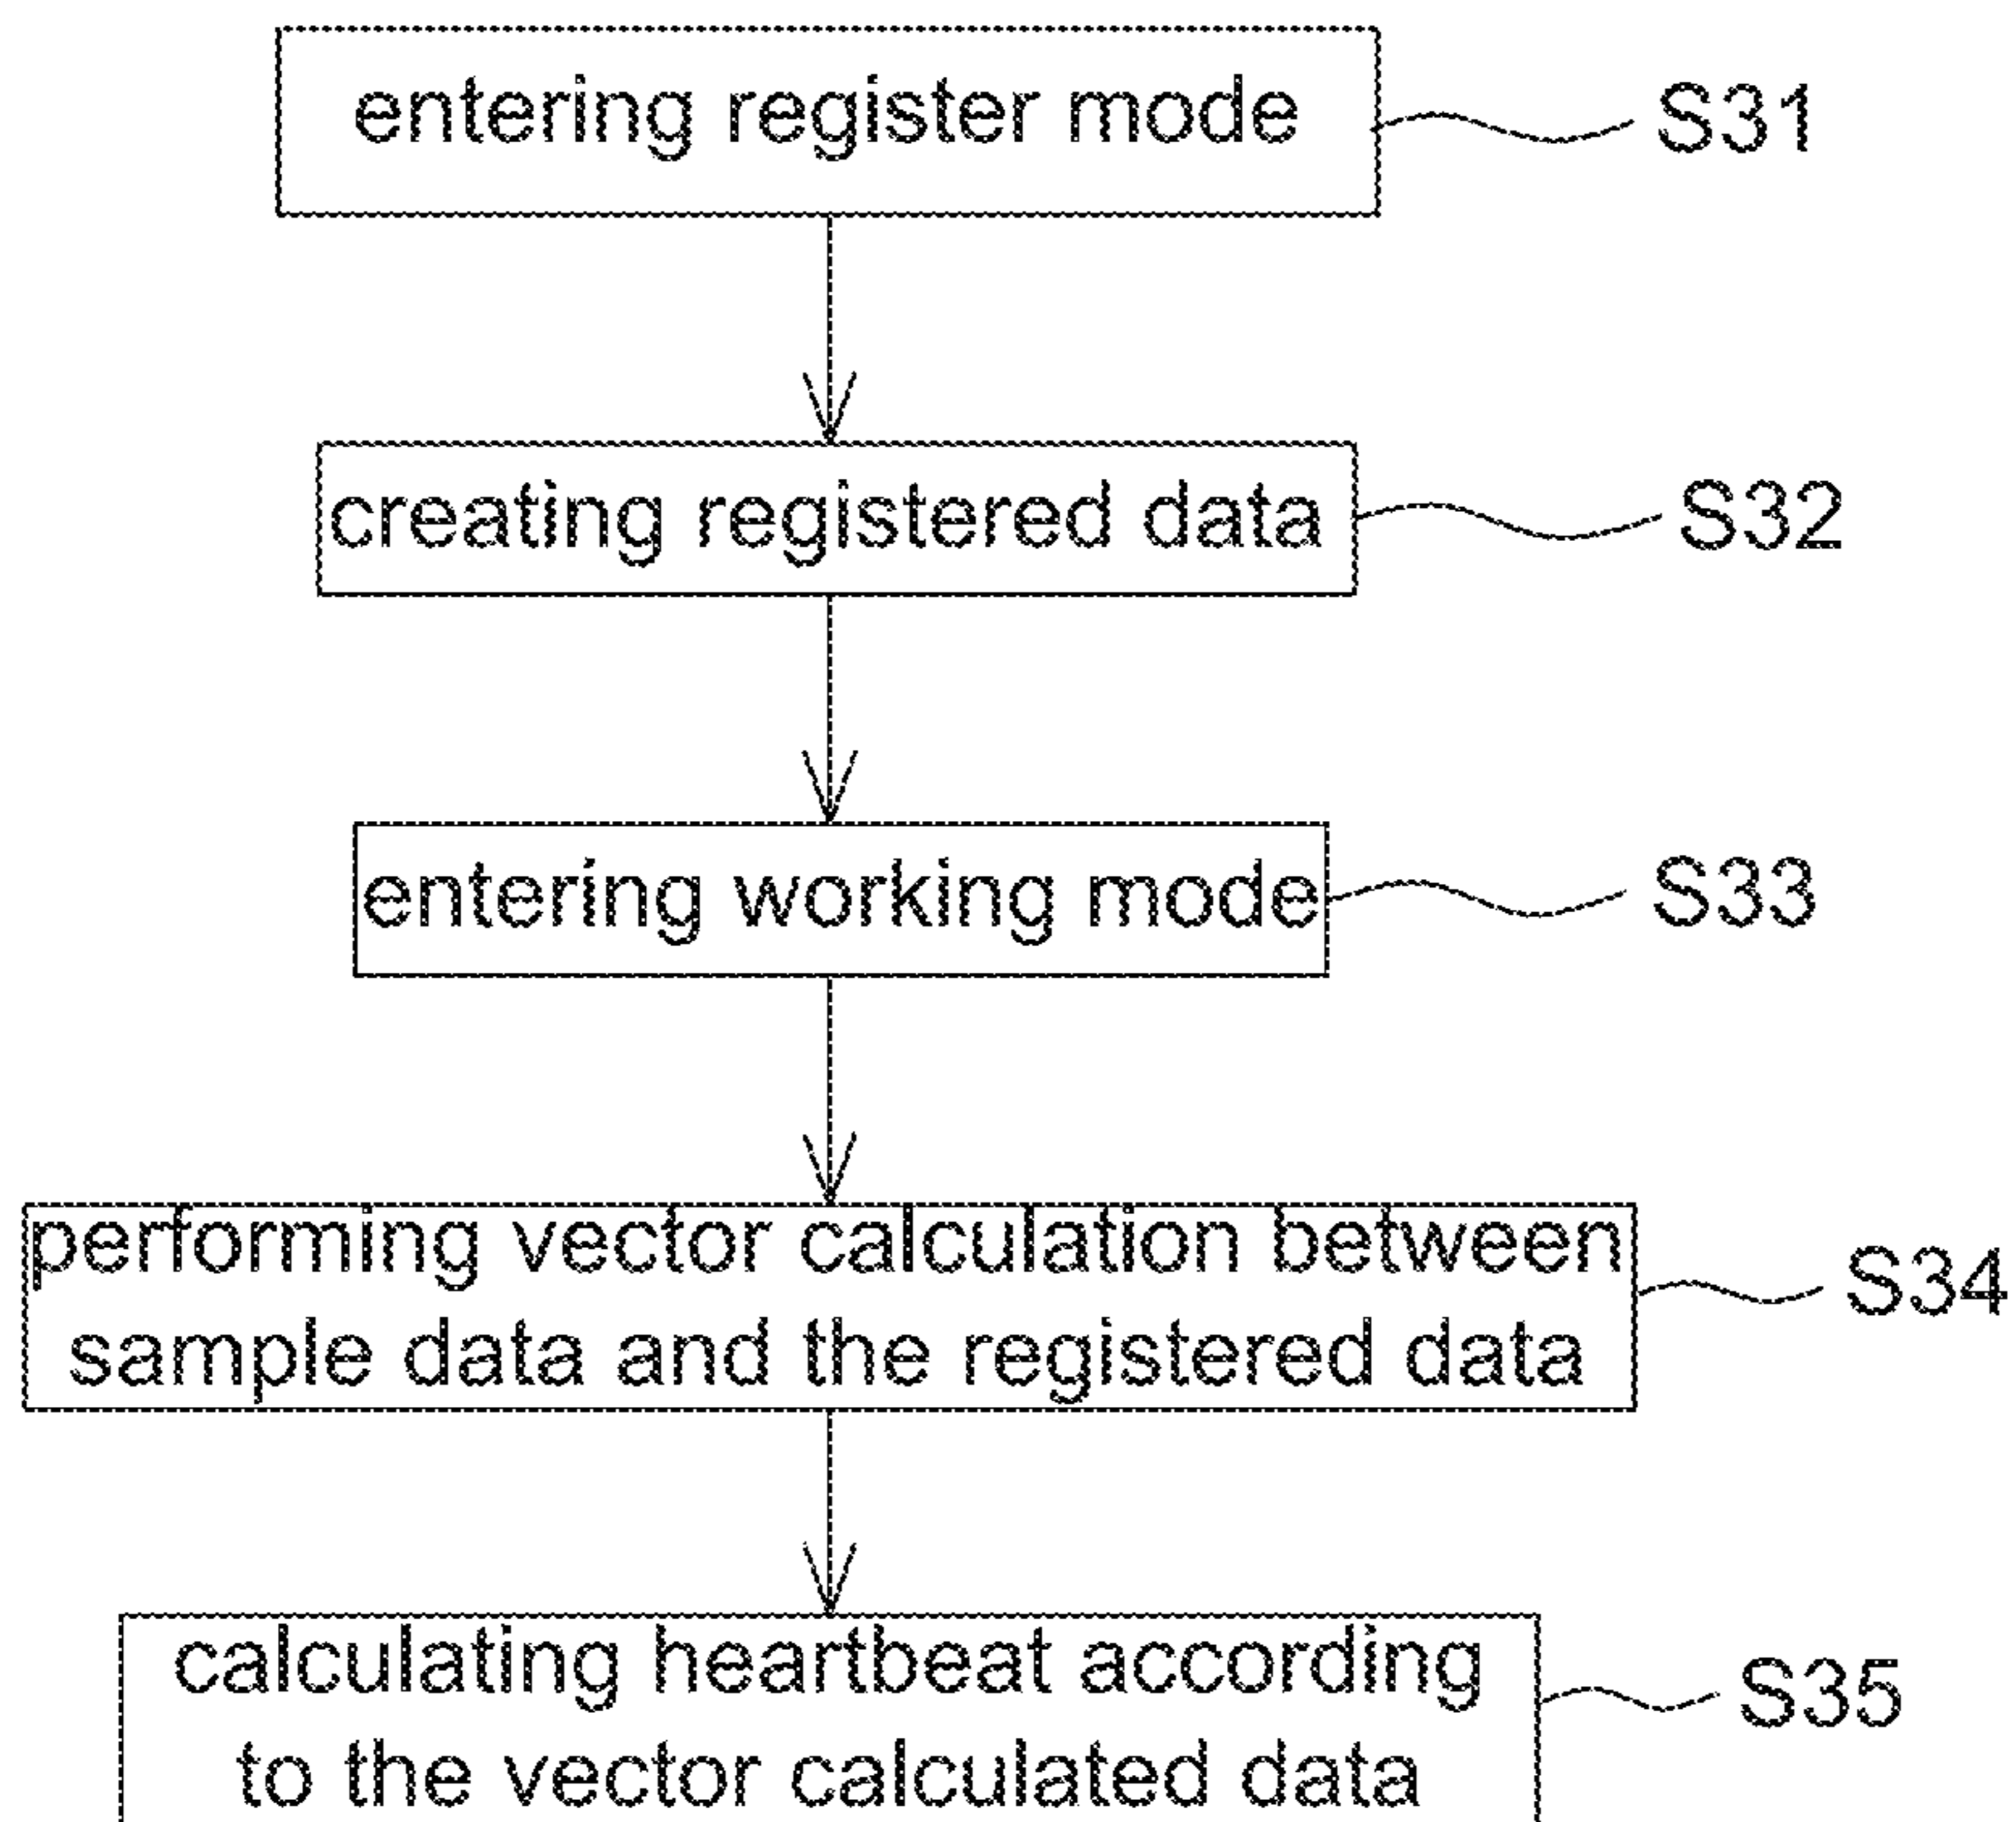 entering register mode
S31
creating registered data
S32
entering working mode
S33
performing vector calculation between
sample data and the registered data
S34
calculating heartbeat according
to the vector calculated data
S35